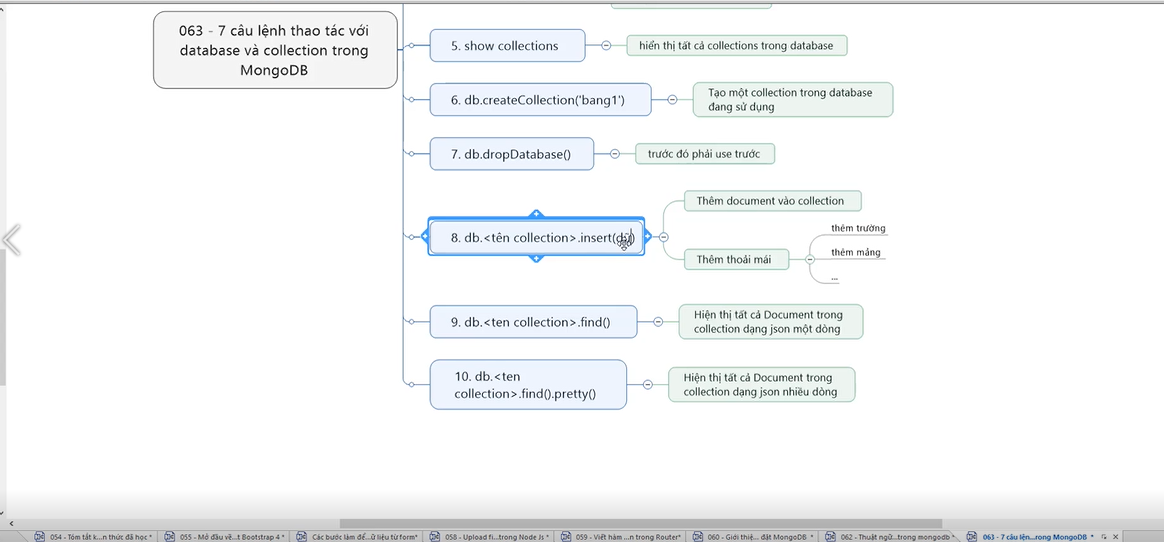 063 - 7 câu lệnh thao tác với
database và collection trong
MongoDB
5. show collections
hiển thị tất cả collections trong database
6. db.createCollection('bang1')
Tạo một collection trong database
đang sử dụng
7. db.dropDatabase()
trước đó phải use trước
8. db.<tên collection>.insert(
Thêm document vào collection
Thêm thoải mái
thêm trường
thêm mảng
...
9. db.<ten collection>.find()
Hiện thị tất cả Document trong
collection dạng json một dòng
10. db.<ten
collection>.find().pretty()
Hiện thị tất cả Document trong
collection dạng json nhiều dòng
054 - Tóm tắt k...n thức đã học *
055 - Mở đầu về...t Bootstrap 4 *
Các bước làm để...ữ liệu từ form*
058 - Upload fi...trong Node Js *
059 - Viết hàm ...n trong Router*
060 - Giới thiệ... đặt MongoDB *
062 - Thuật ngữ...trong mongodb *
063 - 7 câu lện...rong MongoDB *